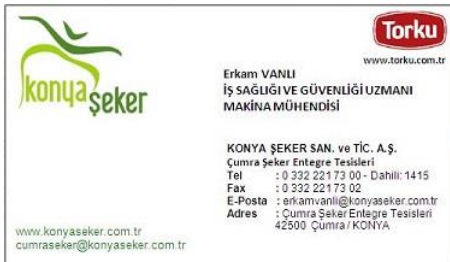 konya şeker
Torku
www.torku.com.tr
Erkam VANLI
İŞ SAĞLIĞI VE GÜVENLİĞİ UZMANI
MAKİNA MÜHENDİSİ
KONYA ŞEKER SAN. ve TİC. A.Ş.
Çumra Şeker Entegre Tesisleri
Tel : 0 332 221 73 00 - Dahili: 1415
Fax : 0 332 221 73 02
E-Posta : erkamvanli@konyaseker.com.tr
Adres : Çumra Şeker Entegre Tesisleri
42500 Çumra / KONYA
www.konyaseker.com.tr
cumraseker@konyaseker.com.tr